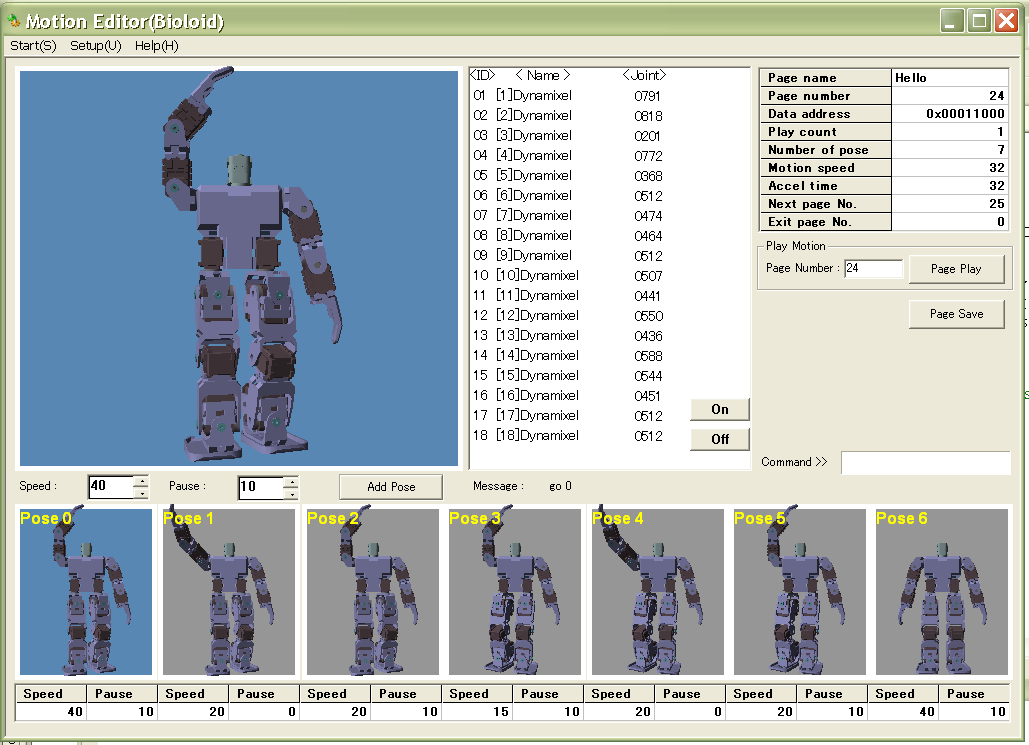 Motion Editor(Bioloid)
Start(S) Setup(U) Help(H)
<ID> < Name > <Joint>
01 [1]Dynamixel 0791
02 [2]Dynamixel 0818
03 [3]Dynamixel 0201
04 [4]Dynamixel 0772
05 [5]Dynamixel 0368
06 [6]Dynamixel 0512
07 [7]Dynamixel 0474
08 [8]Dynamixel 0464
09 [9]Dynamixel 0512
10 [10]Dynamixel 0507
11 [11]Dynamixel 0441
12 [12]Dynamixel 0550
13 [13]Dynamixel 0436
14 [14]Dynamixel 0588
15 [15]Dynamixel 0544
16 [16]Dynamixel 0451
17 [17]Dynamixel 0512
18 [18]Dynamixel 0512
On
Off
Page name Hello
Page number 24
Data address 0x00011000
Play count 1
Number of pose 7
Motion speed 32
Accel time 32
Next page No. 25
Exit page No. 0
Play Motion
Page Number : 24 Page Play
Page Save
Command >>
Speed : 40 Pause : 10 Add Pose Message : go 0
Pose 0 Pose 1 Pose 2 Pose 3 Pose 4 Pose 5 Pose 6
Speed Pause Speed Pause Speed Pause Speed Pause Speed Pause Speed Pause Speed Pause
40 10 20 0 20 10 15 10 20 0 20 10 40 10